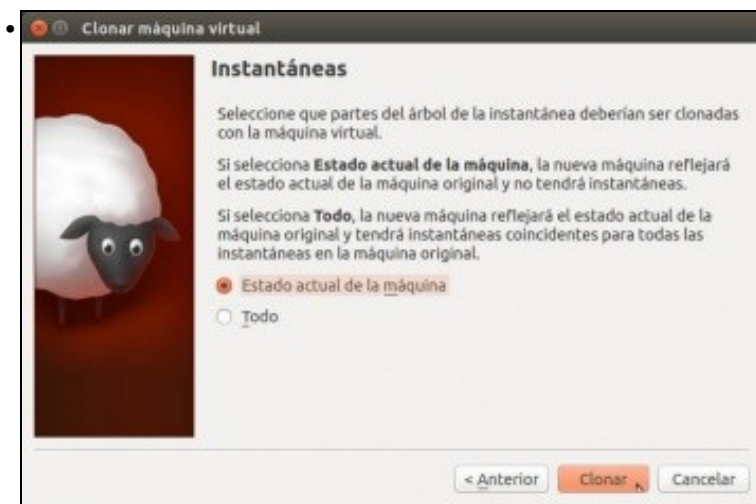 Clonar máquina virtual
Instantáneas
Seleccione que partes del árbol de la instantánea deberían ser clonadas
con la máquina virtual.
Si selecciona Estado actual de la máquina, la nueva máquina reflejará
el estado actual de la máquina original y no tendrá instantáneas.
Si selecciona Todo, la nueva máquina reflejará el estado actual de la
máquina original y tendrá instantáneas coincidentes para todas las
instantáneas en la máquina original.
Estado actual de la máquina
Todo
< Anterior Clonar Cancelar